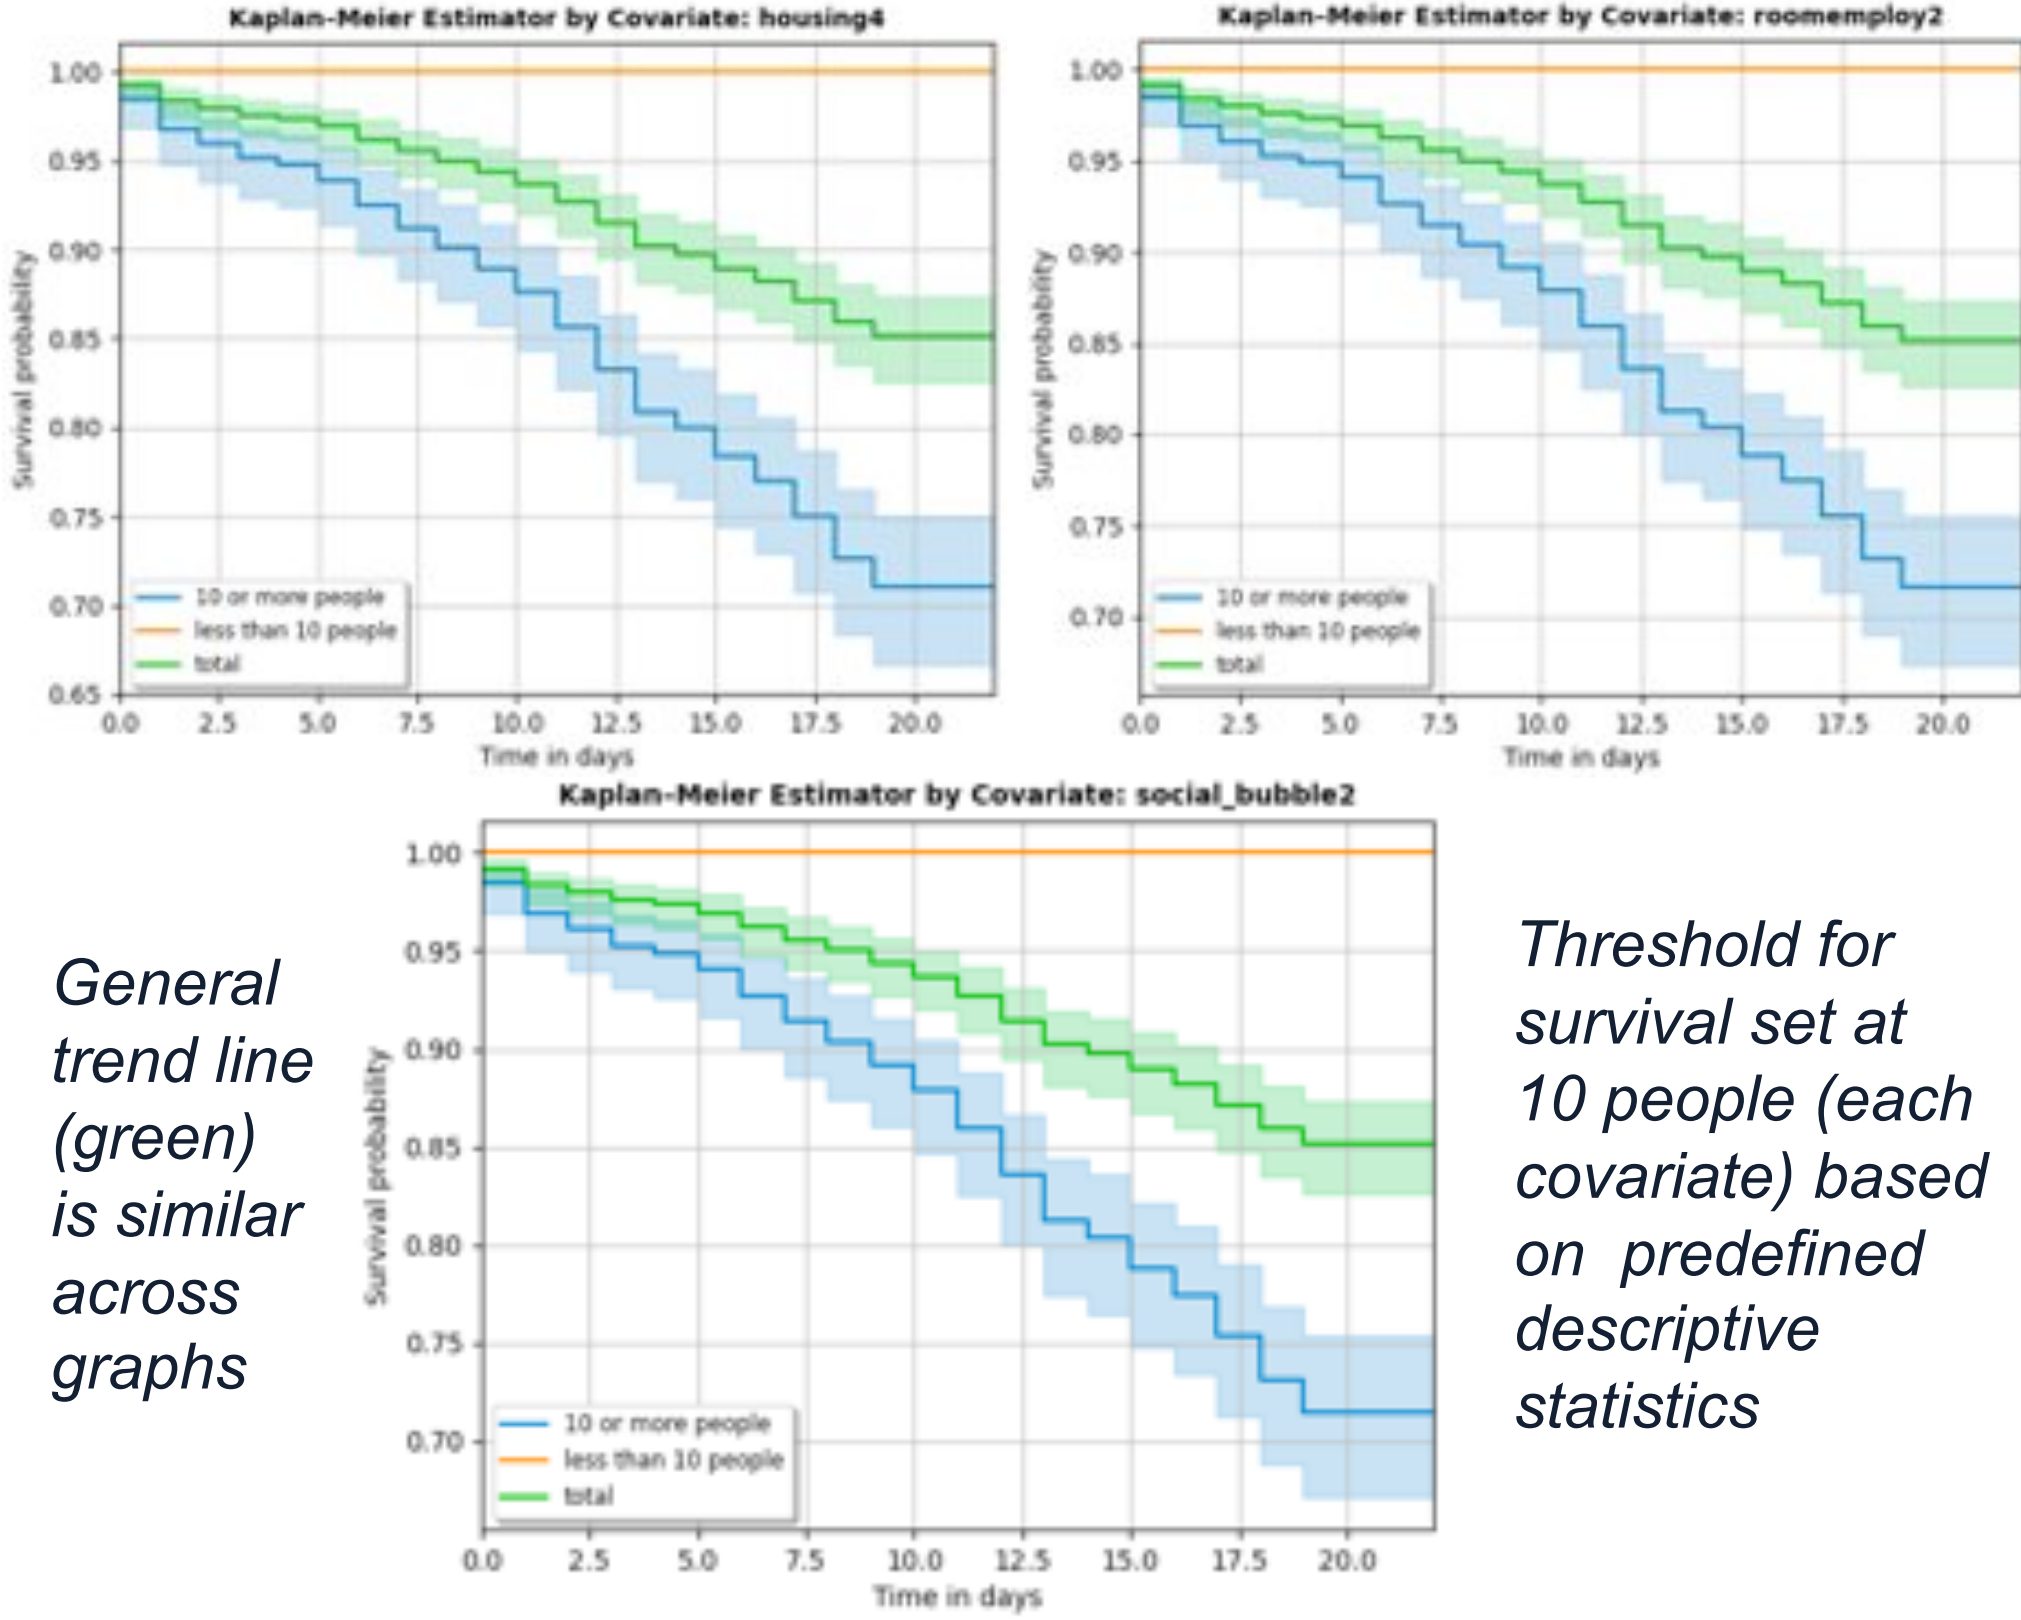 Kaplan-Meier Estimator by Covariate: housing4
1.00
0.95
0.90
0.85
0.80
0.75
0.70
0.65
Survival probability
10 or more people
less than 10 people
total
0.0 2.5 5.0 7.5 10.0 12.5 15.0 17.5 20.0
Time in days
Kaplan-Meier Estimator by Covariate: roomemploy2
1.00
0.95
0.90
0.85
0.80
0.75
0.70
Survival probability
10 or more people
less than 10 people
total
0.0 2.5 5.0 7.5 10.0 12.5 15.0 17.5 20.0
Time in days
General
trend line
(green)
is similar
across
graphs
Kaplan-Meier Estimator by Covariate: social_bubble2
1.00
0.95
0.90
0.85
0.80
0.75
0.70
Survival probability
10 or more people
less than 10 people
total
0.0 2.5 5.0 7.5 10.0 12.5 15.0 17.5 20.0
Time in days
Threshold for
survival set at
10 people (each
covariate) based
on  predefined
descriptive
statistics